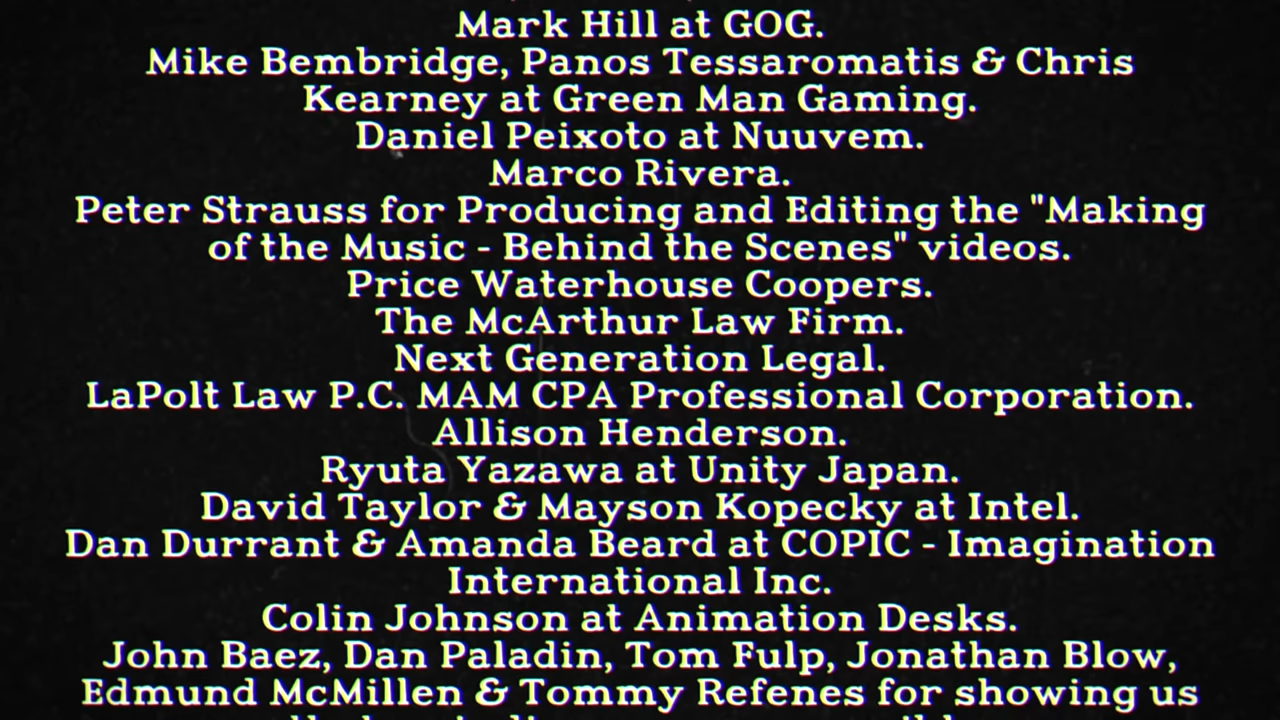 Mark Hill at GOG.
Mike Bembridge, Panos Tessaromatis & Chris
Kearney at Green Man Gaming.
Daniel Peixoto at Nuuvem.
Marco Rivera.
Peter Strauss for Producing and Editing the "Making
of the Music - Behind the Scenes" videos.
Price Waterhouse Coopers.
The McArthur Law Firm.
Next Generation Legal.
LaPolt Law P.C. MAM CPA Professional Corporation.
Allison Henderson.
Ryuta Yazawa at Unity Japan.
David Taylor & Mayson Kopecky at Intel.
Dan Durrant & Amanda Beard at COPIC - Imagination
International Inc.
Colin Johnson at Animation Desks.
John Baez, Dan Paladin, Tom Fulp, Jonathan Blow,
Edmund McMillen & Tommy Refenes for showing us